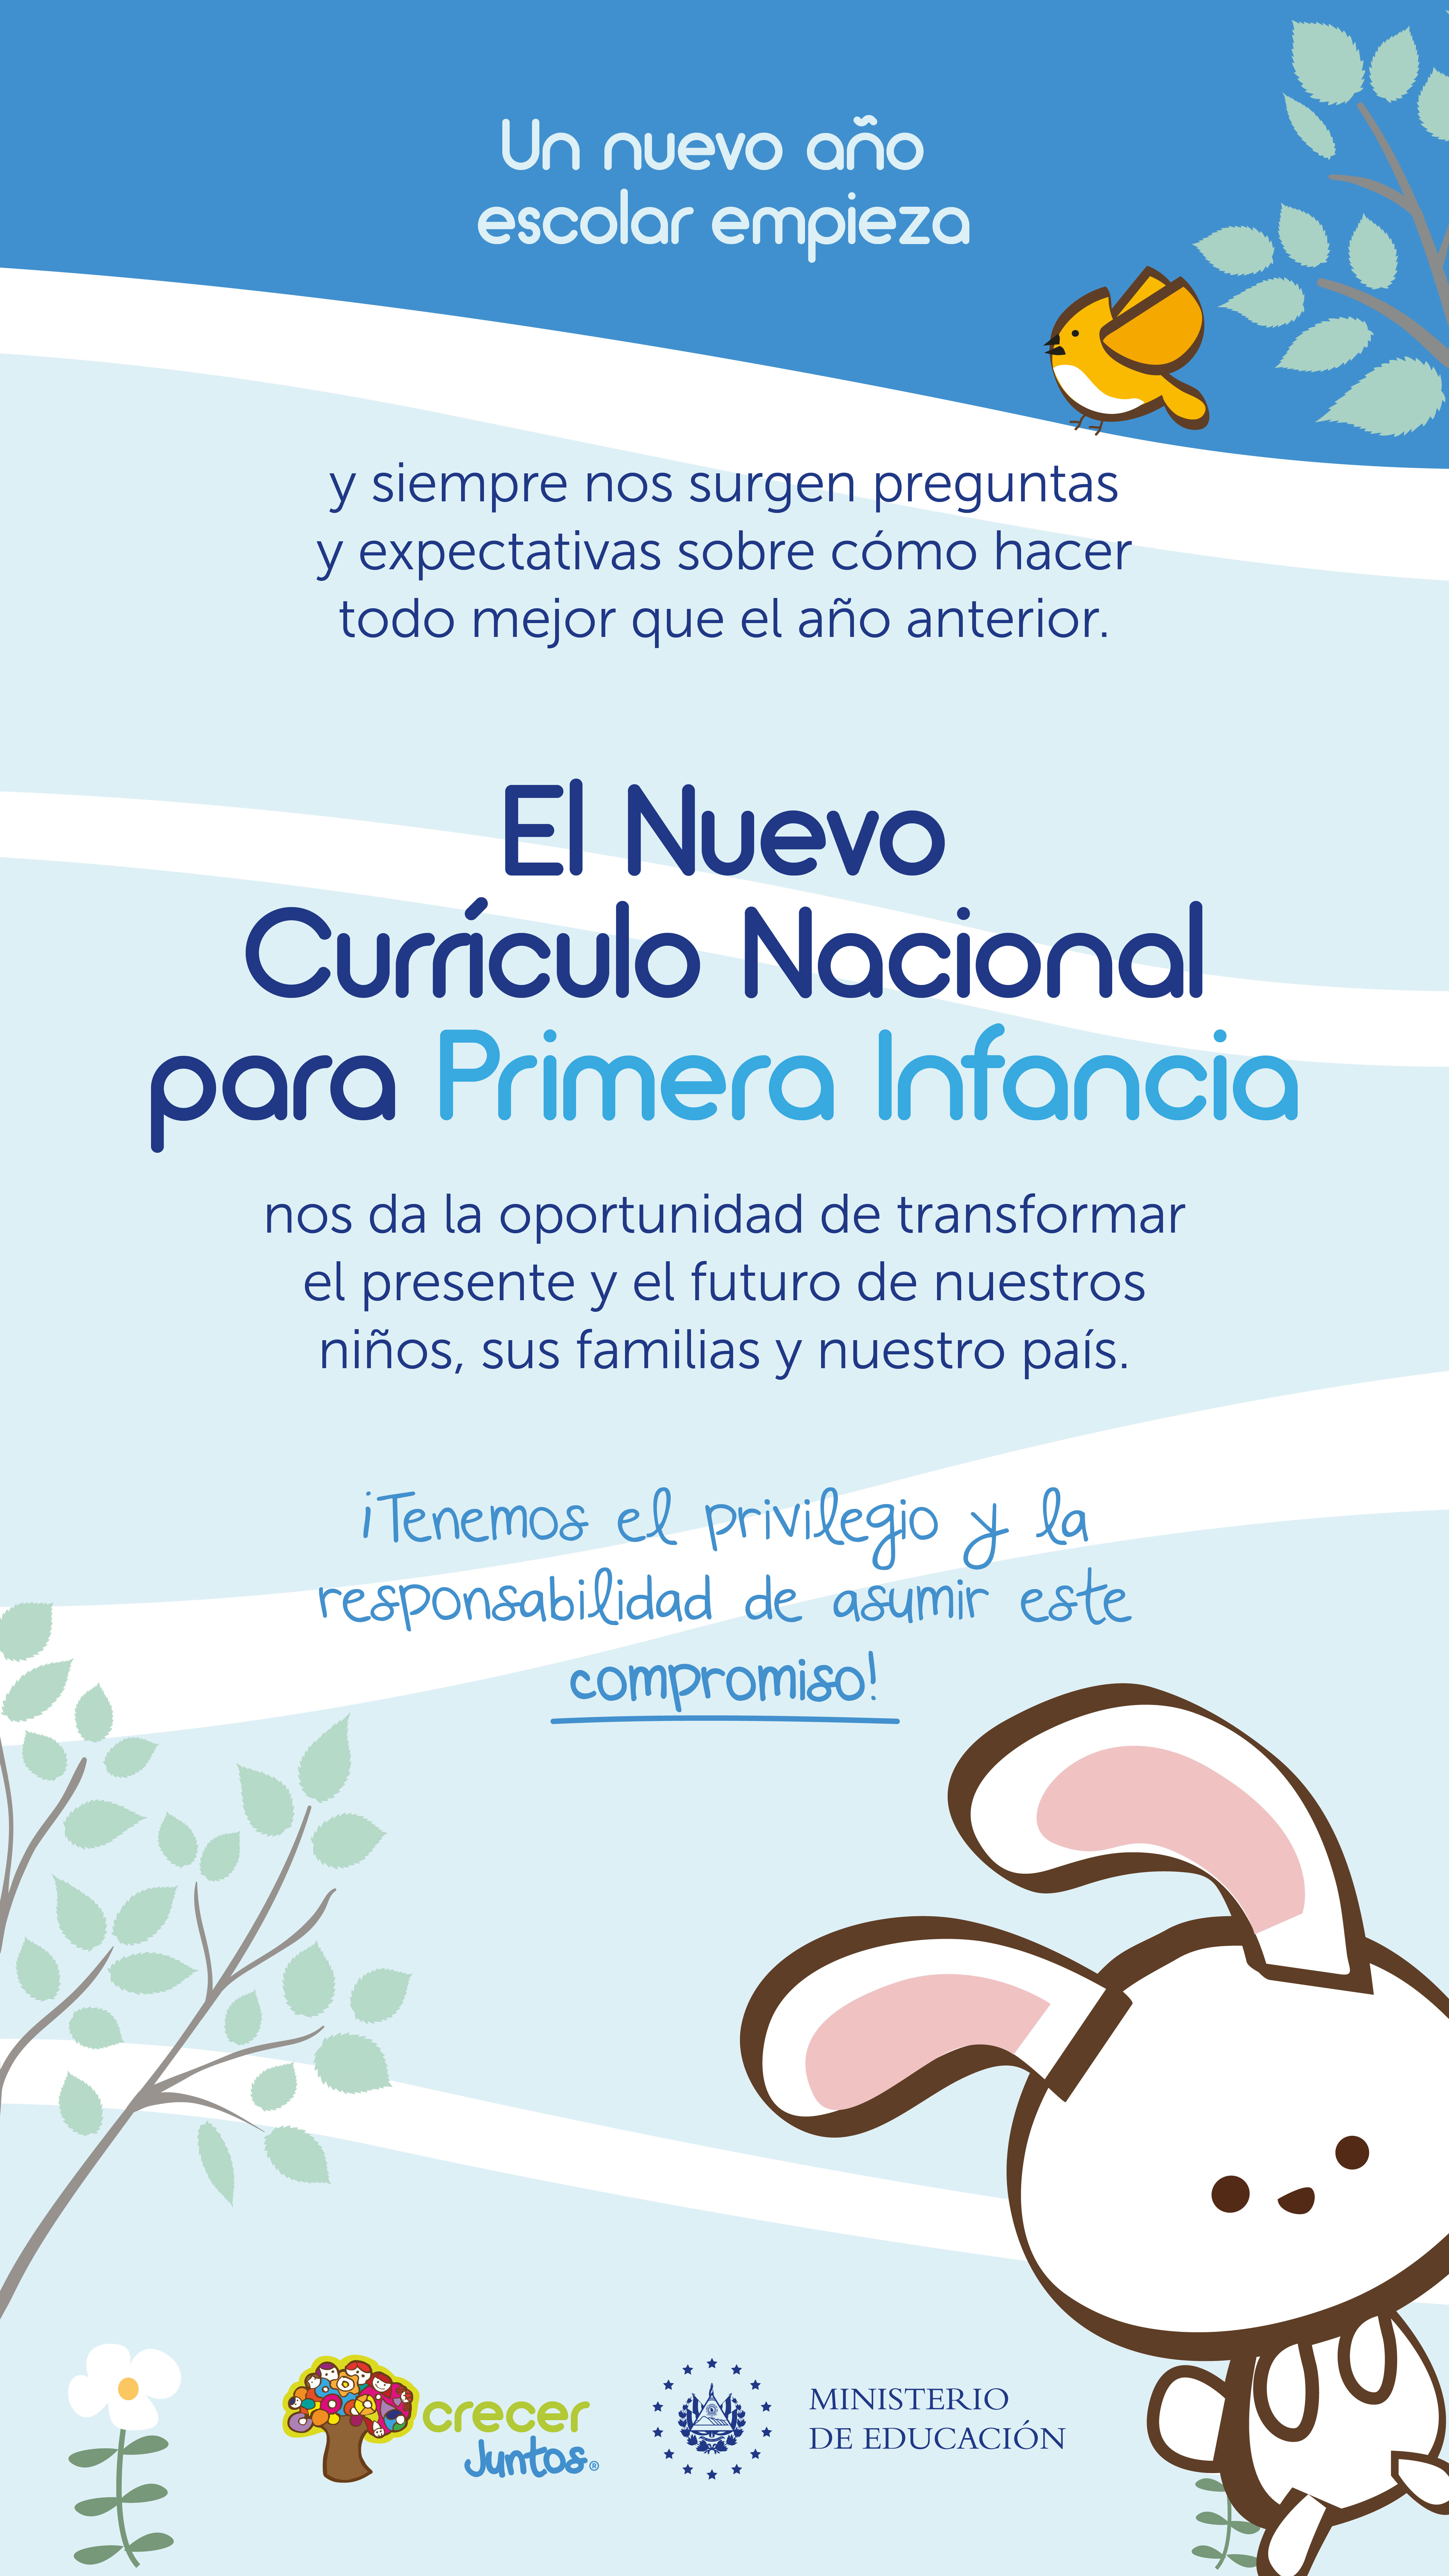 Un nuevo año
escolar empieza
y siempre nos surgen preguntas
y expectativas sobre cómo hacer
todo mejor que el año anterior.
El Nuevo
Currículo Nacional
para Primera Infancia
nos da la oportunidad de transformar
el presente y el futuro de nuestros
niños, sus familias y nuestro país.
¡Tenemos el privilegio y la
responsabilidad de asumir este
compromiso!
crecer
Juntos®
MINISTERIO
DE EDUCACIÓN